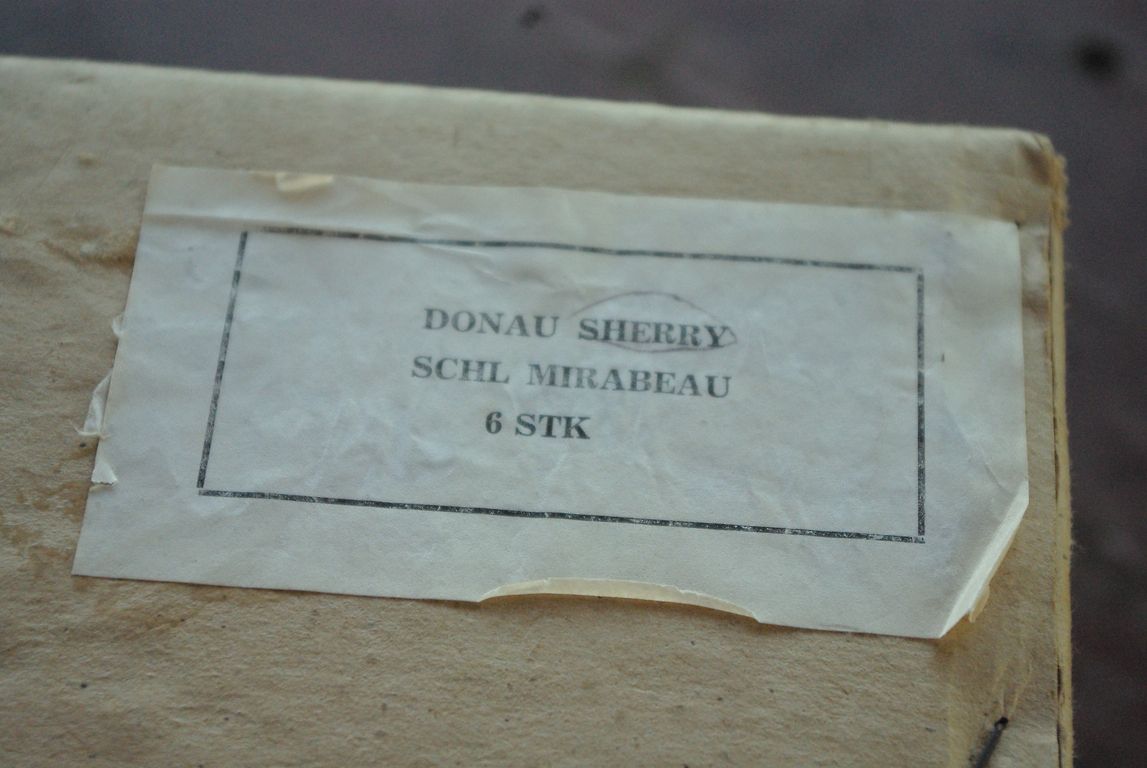 DONAU SHERRY
SCHL MIRABEAU
6 STK